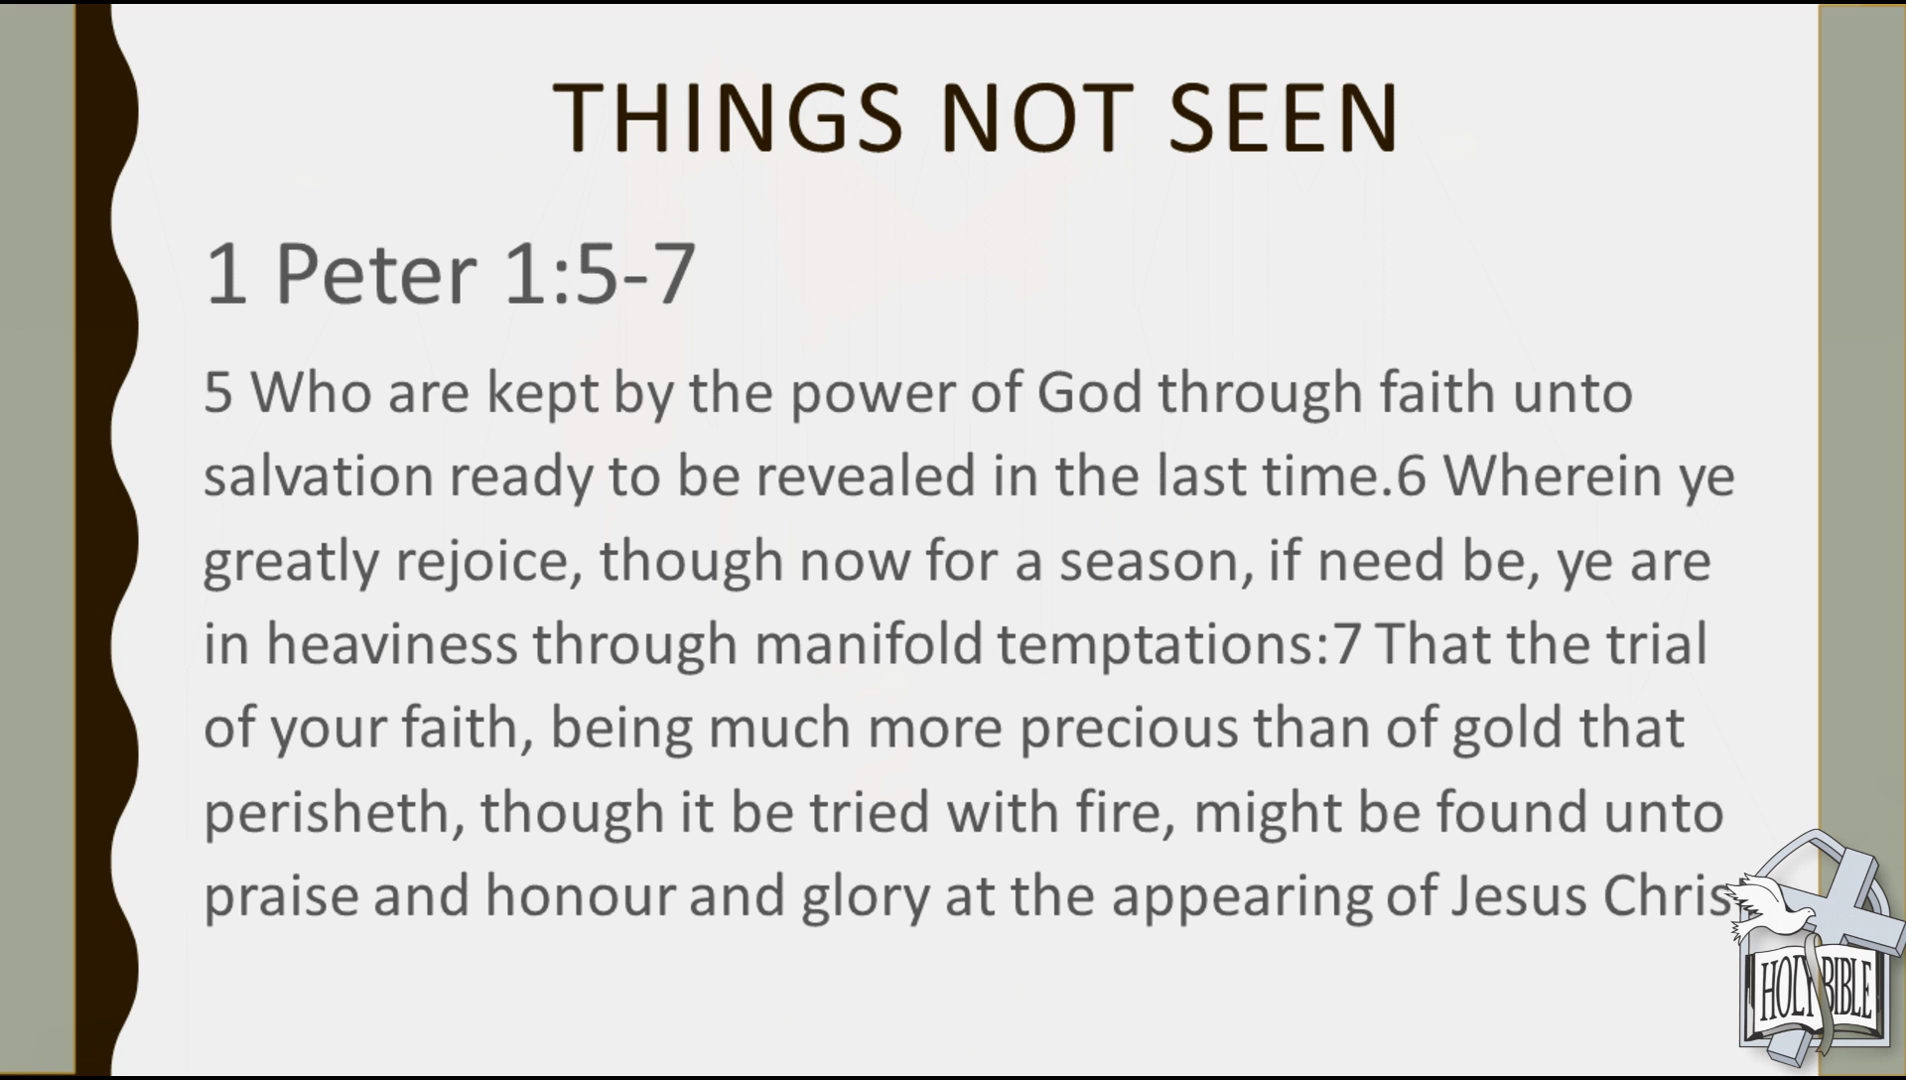 THINGS NOT SEEN
1 Peter 1:5-7
5 Who are kept by the power of God through faith unto
salvation ready to be revealed in the last time.6 Wherein ye
greatly rejoice, though now for a season, if need be, ye are
in heaviness through manifold temptations:7 That the trial
of your faith, being much more precious than of gold that
perisheth, though it be tried with fire, might be found unto
praise and honour and glory at the appearing of Jesus Chris
HOLY BIBLE